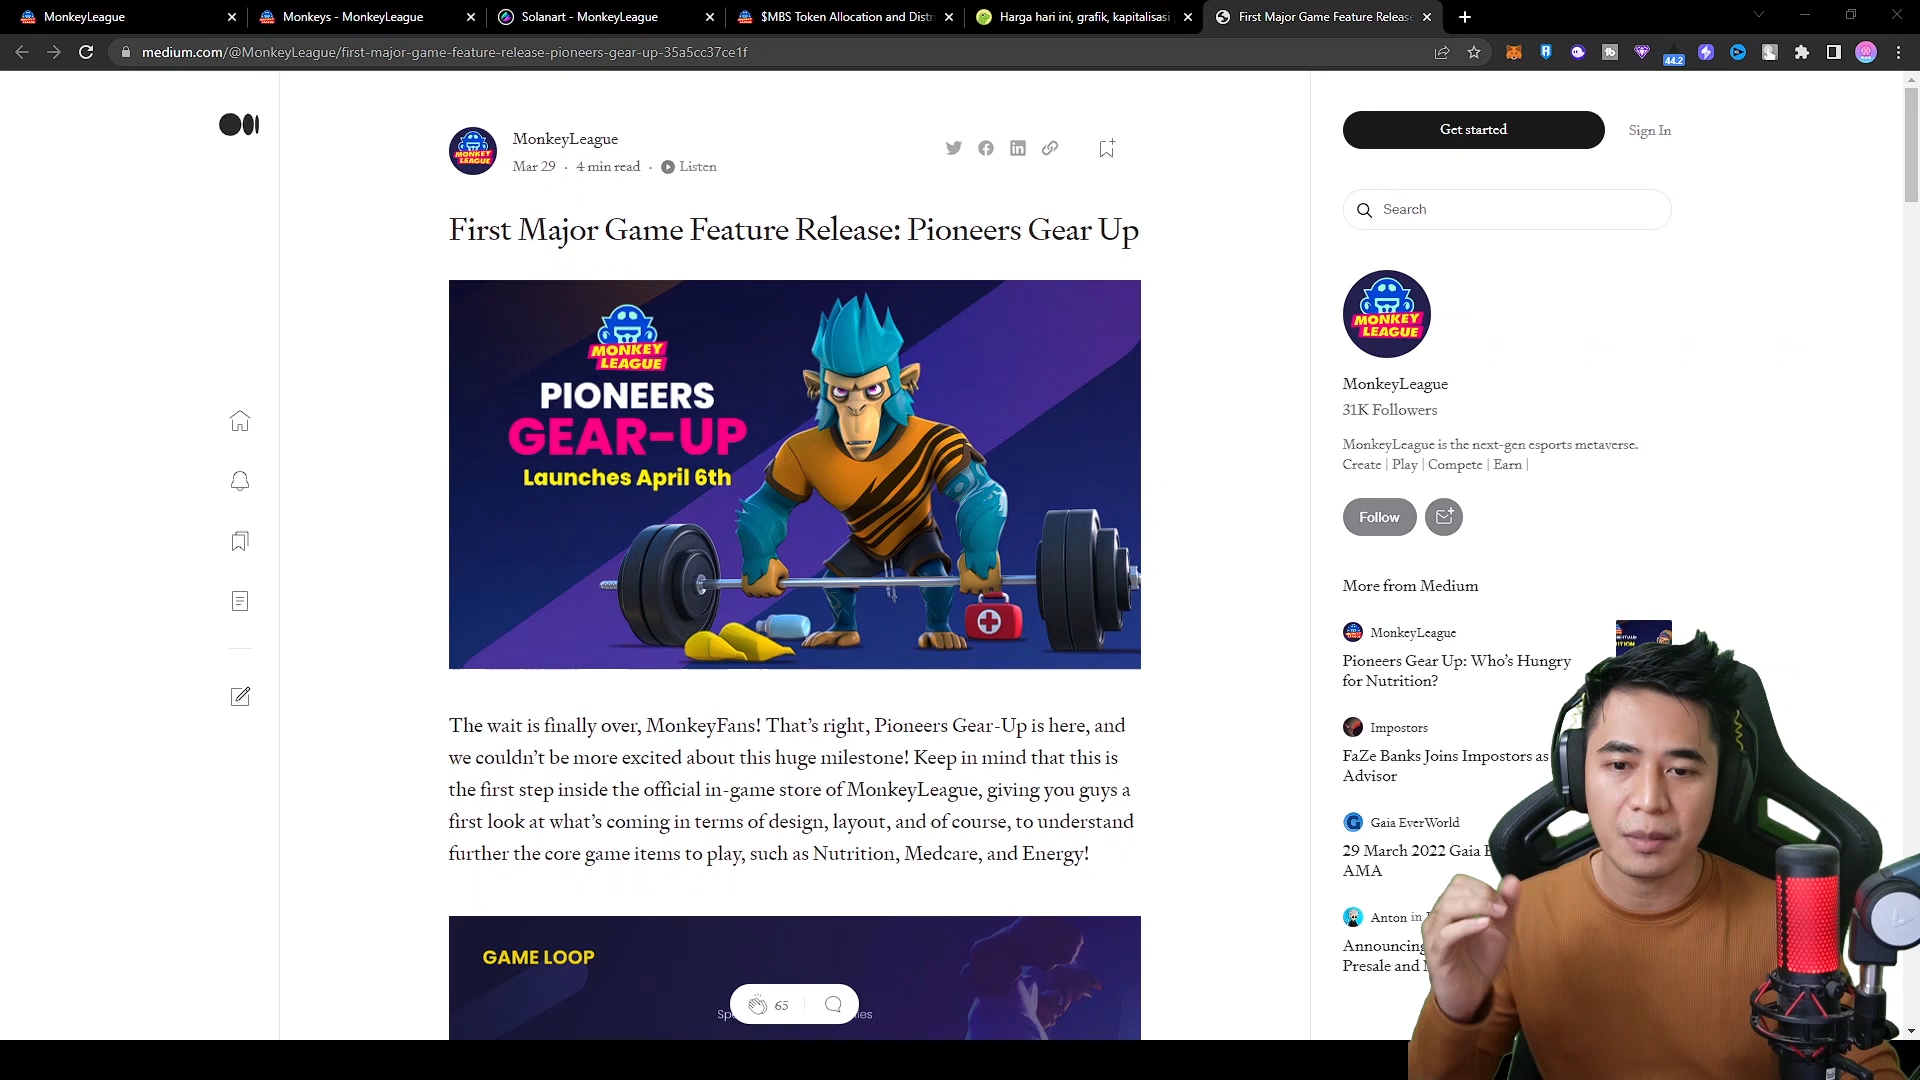 MonkeyLeague
Monkeys - MonkeyLeague
Solanart - MonkeyLeague
$MBS Token Allocation and Distr
Harga hari ini, grafik, kapitalisasi
First Major Game Feature Release
medium.com/@MonkeyLeague/first-major-game-feature-release-pioneers-gear-up-35a5cc37ce1f
44.2
MonkeyLeague
Mar 29 · 4 min read · Listen
First Major Game Feature Release: Pioneers Gear Up
MONKEY
LEAGUE
PIONEERS
GEAR-UP
Launches April 6th
The wait is finally over, MonkeyFans! That’s right, Pioneers Gear-Up is here, and
we couldn’t be more excited about this huge milestone! Keep in mind that this is
the first step inside the official in-game store of MonkeyLeague, giving you guys a
first look at what’s coming in terms of design, layout, and of course, to understand
further the core game items to play, such as Nutrition, Medcare, and Energy!
GAME LOOP
65
Get started
Sign In
Search
MONKEY
LEAGUE
MonkeyLeague
31K Followers
MonkeyLeague is the next-gen esports metaverse.
Create | Play | Compete | Earn |
Follow
More from Medium
MonkeyLeague
Pioneers Gear Up: Who’s Hungry
for Nutrition?
Impostors
FaZe Banks Joins Impostors as
Advisor
Gaia EverWorld
29 March 2022 Gaia
AMA
Anton in
Announcing
Presale and